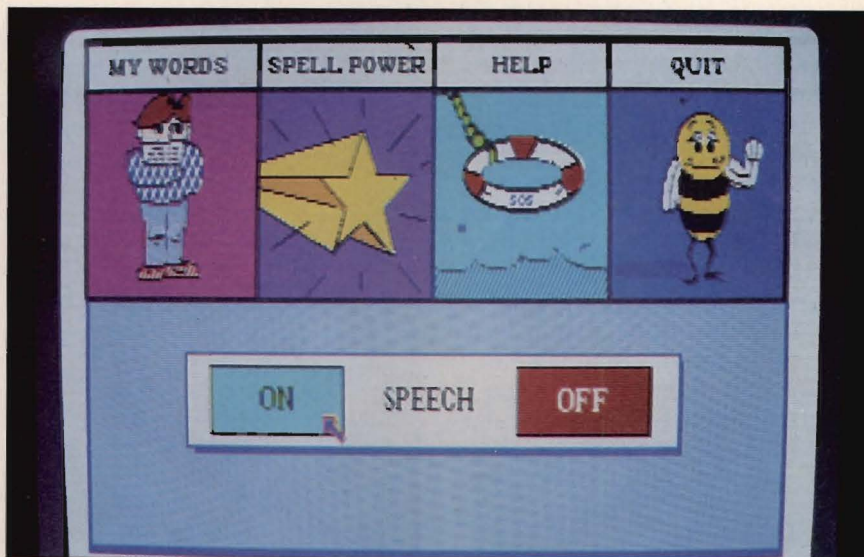 MY WORDS
SPELL POWER
HELP
QUIT
SOS
ON
SPEECH
OFF